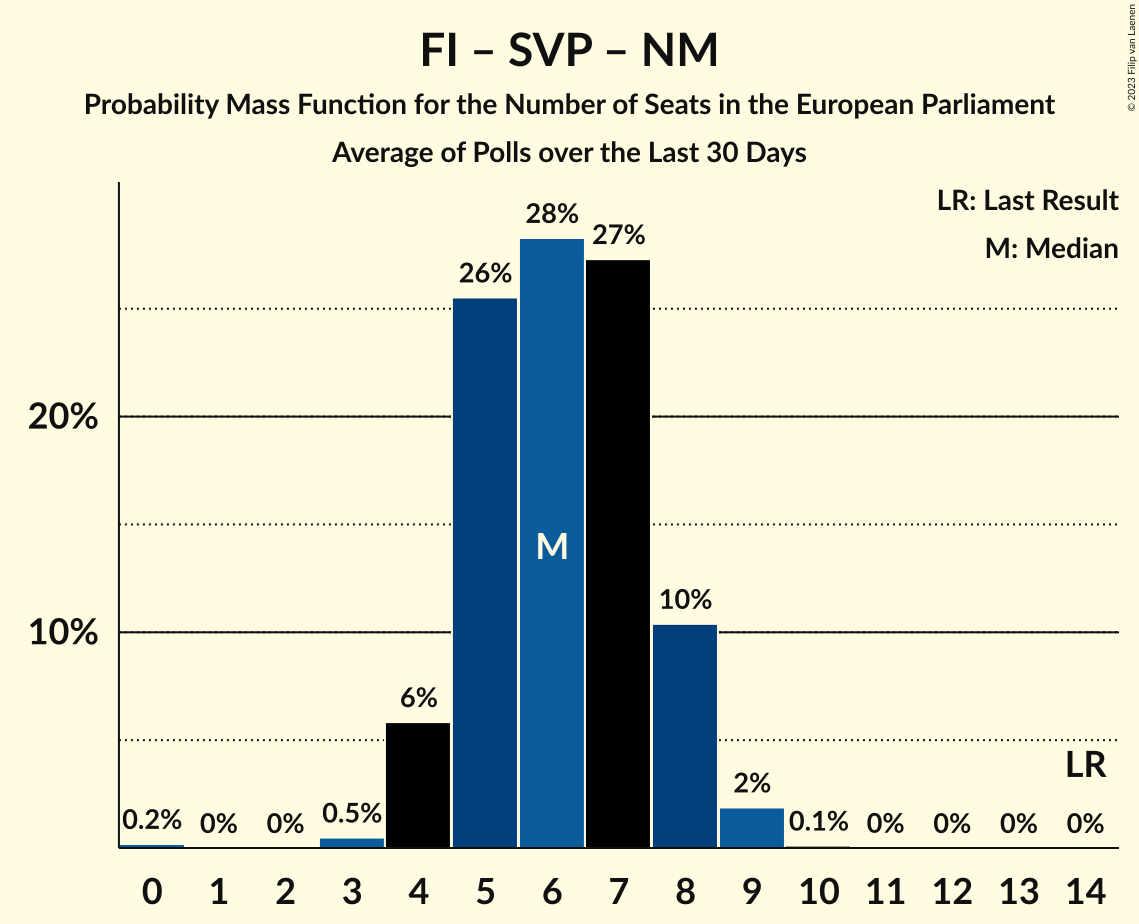 FI – SVP – NM
Probability Mass Function for the Number of Seats in the European Parliament
Average of Polls over the Last 30 Days
© 2023 Filip van Laenen
LR: Last Result
M: Median
28%
27%
26%
20%
M
10%
10%
6%
LR
2%
0.2% 0% 0% 0.5% 0.1% 0% 0% 0% 0%
0 1 2 3 4 5 6 7 8 9 10 11 12 13 14